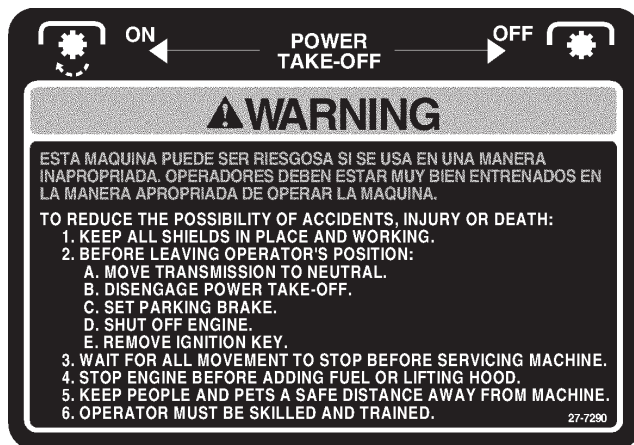 ON POWER TAKE-OFF OFF
WARNING
ESTA MAQUINA PUEDE SER RIESGOSA SI SE USA EN UNA MANERA
INAPROPRIADA. OPERADORES DEBEN ESTAR MUY BIEN ENTRENADOS EN
LA MANERA APROPRIADA DE OPERAR LA MAQUINA.
TO REDUCE THE POSSIBILITY OF ACCIDENTS, INJURY OR DEATH:
1. KEEP ALL SHIELDS IN PLACE AND WORKING.
2. BEFORE LEAVING OPERATOR'S POSITION:
A. MOVE TRANSMISSION TO NEUTRAL.
B. DISENGAGE POWER TAKE-OFF.
C. SET PARKING BRAKE.
D. SHUT OFF ENGINE.
E. REMOVE IGNITION KEY.
3. WAIT FOR ALL MOVEMENT TO STOP BEFORE SERVICING MACHINE.
4. STOP ENGINE BEFORE ADDING FUEL OR LIFTING HOOD.
5. KEEP PEOPLE AND PETS A SAFE DISTANCE AWAY FROM MACHINE.
6. OPERATOR MUST BE SKILLED AND TRAINED.
27-7290